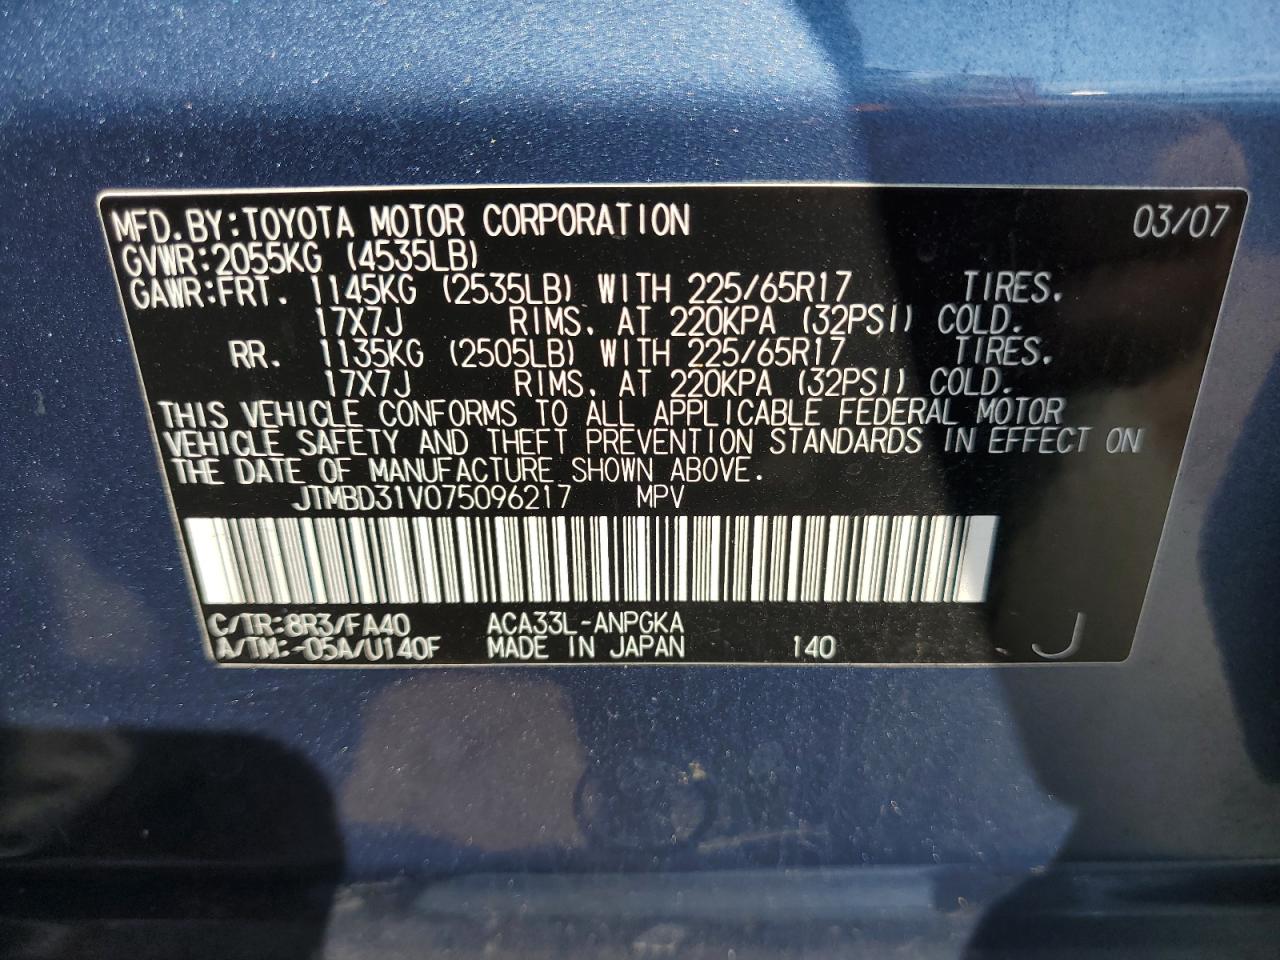 MFD. BY: TOYOTA MOTOR CORPORATION 03/07
GVWR: 2055KG (4535LB)
GAWR: FRT. 1145KG (2535LB) WITH 225/65R17 TIRES.
17X7J RIMS, AT 220KPA (32PSI) COLD.
RR. 1135KG (2505LB) WITH 225/65R17 TIRES.
17X7J RIMS, AT 220KPA (32PSI) COLD.
THIS VEHICLE CONFORMS TO ALL APPLICABLE FEDERAL MOTOR
VEHICLE SAFETY AND THEFT PREVENTION STANDARDS IN EFFECT ON
THE DATE OF MANUFACTURE SHOWN ABOVE.
JTMBD31V075096217 MPV
C/TR: 8R3/FA40 ACA33L-ANPGKA
A/TM: -05A/U140F MADE IN JAPAN 140 J